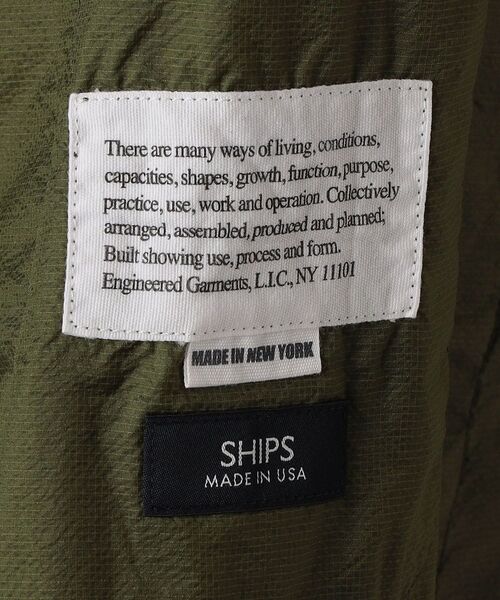 There are many ways of living, conditions,
capacities, shapes, growth, function, purpose,
practice, use, work and operation. Collectively
arranged, assembled, produced and planned;
Built showing use, process and form.
Engineered Garments, L.I.C., NY 11101
MADE IN NEW YORK
SHIPS
MADE IN USA